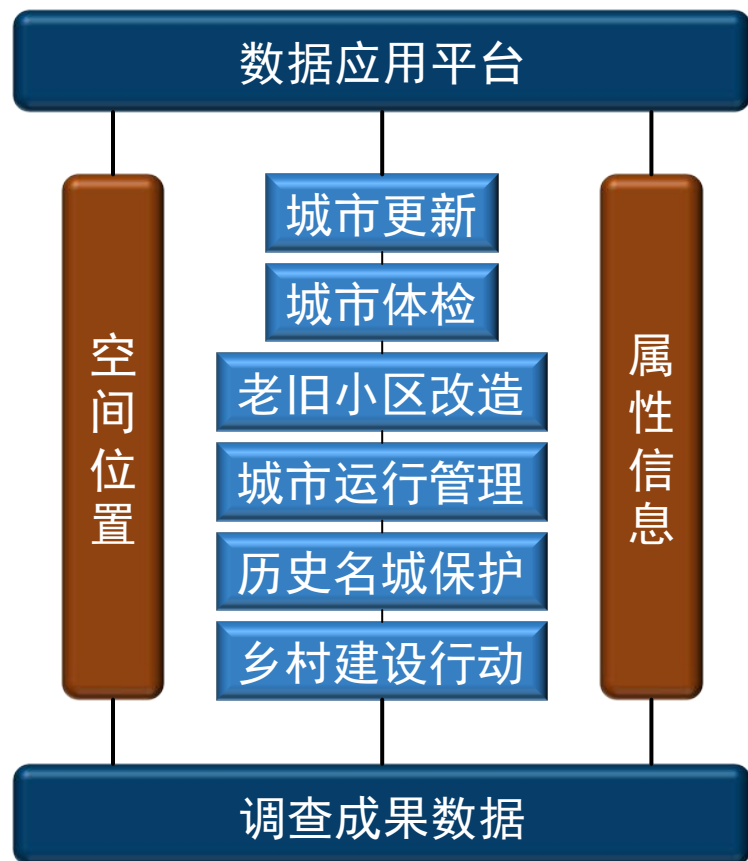 数据应用平台
空间位置
城市更新
城市体检
老旧小区改造
城市运行管理
历史名城保护
乡村建设行动
属性信息
调查成果数据